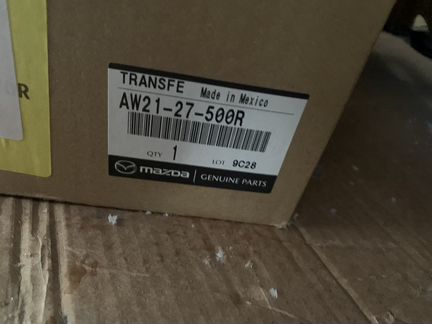 TRANSFE Made in Mexico
AW21-27-500R
QTY 1 LOT 9C28
mazda GENUINE PARTS